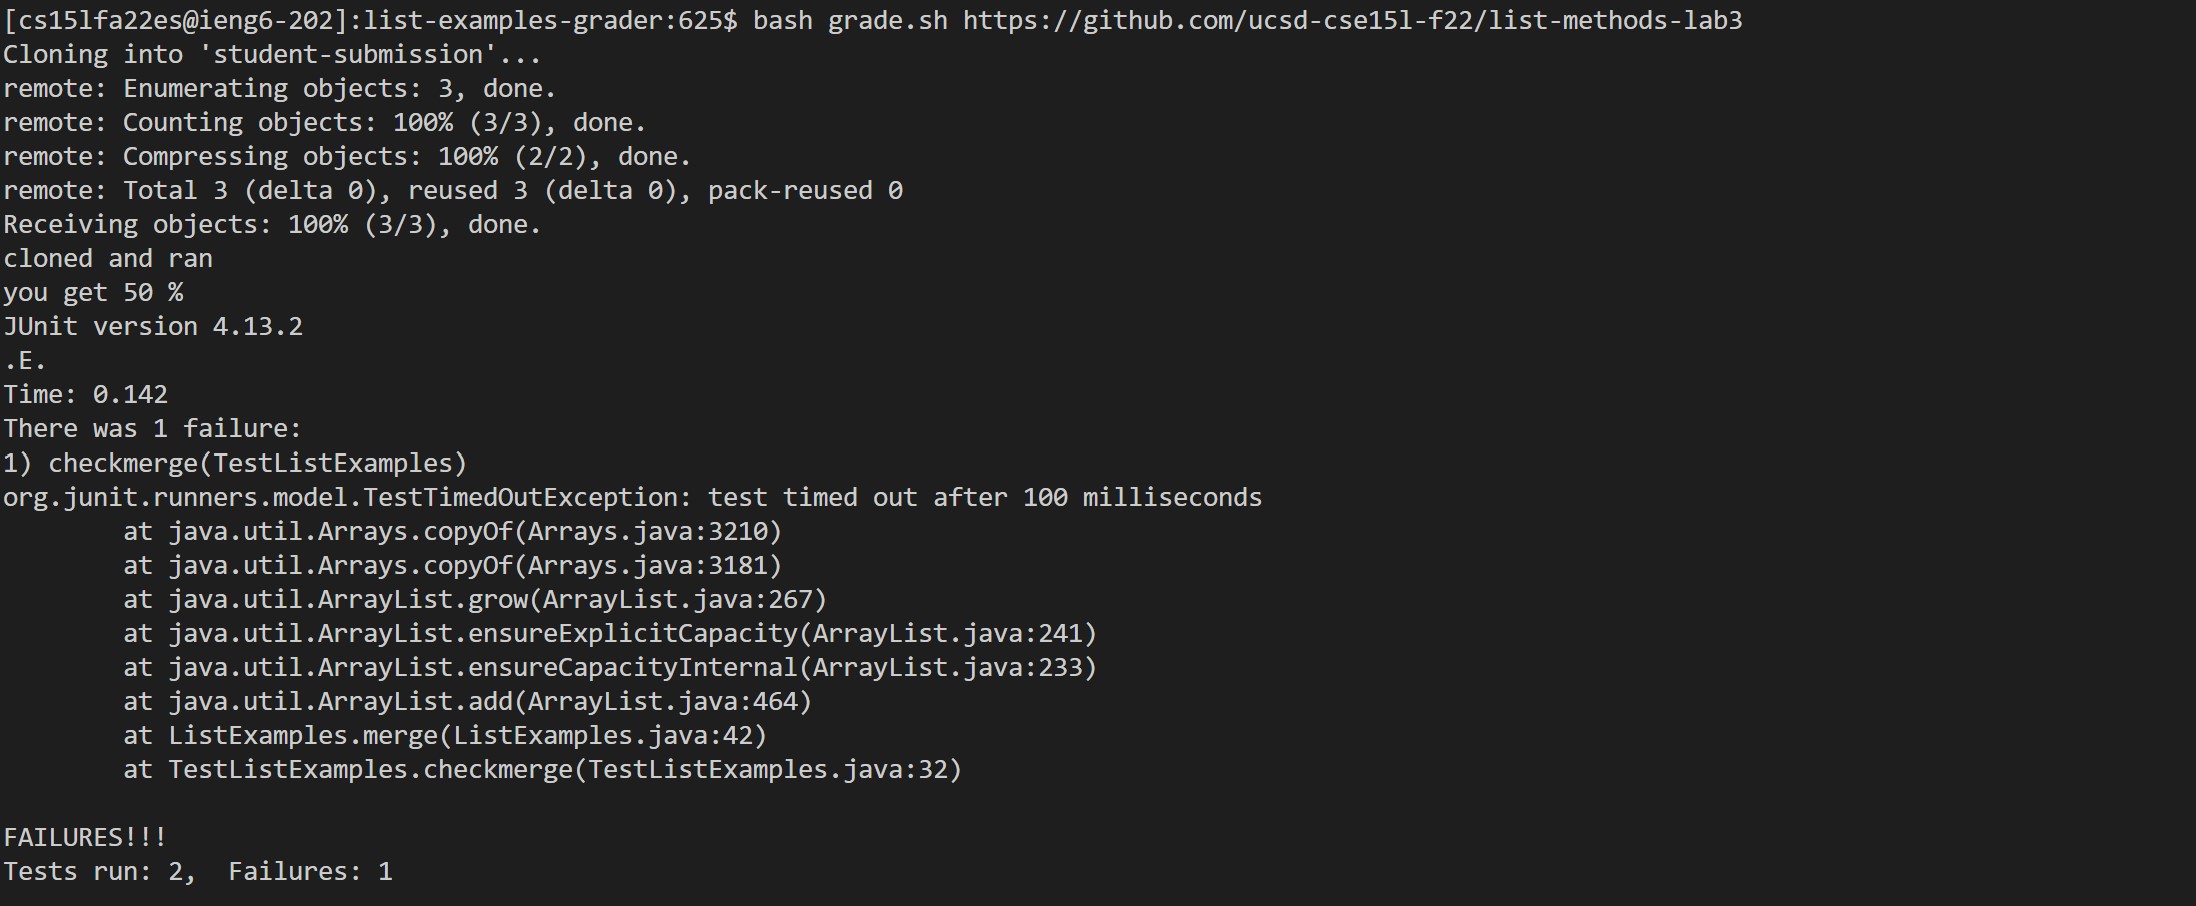 [cs15lfa22es@ieng6-202]:list-examples-grader:625$ bash grade.sh https://github.com/ucsd-cse15l-f22/list-methods-lab3
Cloning into 'student-submission'...
remote: Enumerating objects: 3, done.
remote: Counting objects: 100% (3/3), done.
remote: Compressing objects: 100% (2/2), done.
remote: Total 3 (delta 0), reused 3 (delta 0), pack-reused 0
Receiving objects: 100% (3/3), done.
cloned and ran
you get 50 %
JUnit version 4.13.2
.E.
Time: 0.142
There was 1 failure:
1) checkmerge(TestListExamples)
org.junit.runners.model.TestTimedOutException: test timed out after 100 milliseconds
        at java.util.Arrays.copyOf(Arrays.java:3210)
        at java.util.Arrays.copyOf(Arrays.java:3181)
        at java.util.ArrayList.grow(ArrayList.java:267)
        at java.util.ArrayList.ensureExplicitCapacity(ArrayList.java:241)
        at java.util.ArrayList.ensureCapacityInternal(ArrayList.java:233)
        at java.util.ArrayList.add(ArrayList.java:464)
        at ListExamples.merge(ListExamples.java:42)
        at TestListExamples.checkmerge(TestListExamples.java:32)

FAILURES!!!
Tests run: 2,  Failures: 1